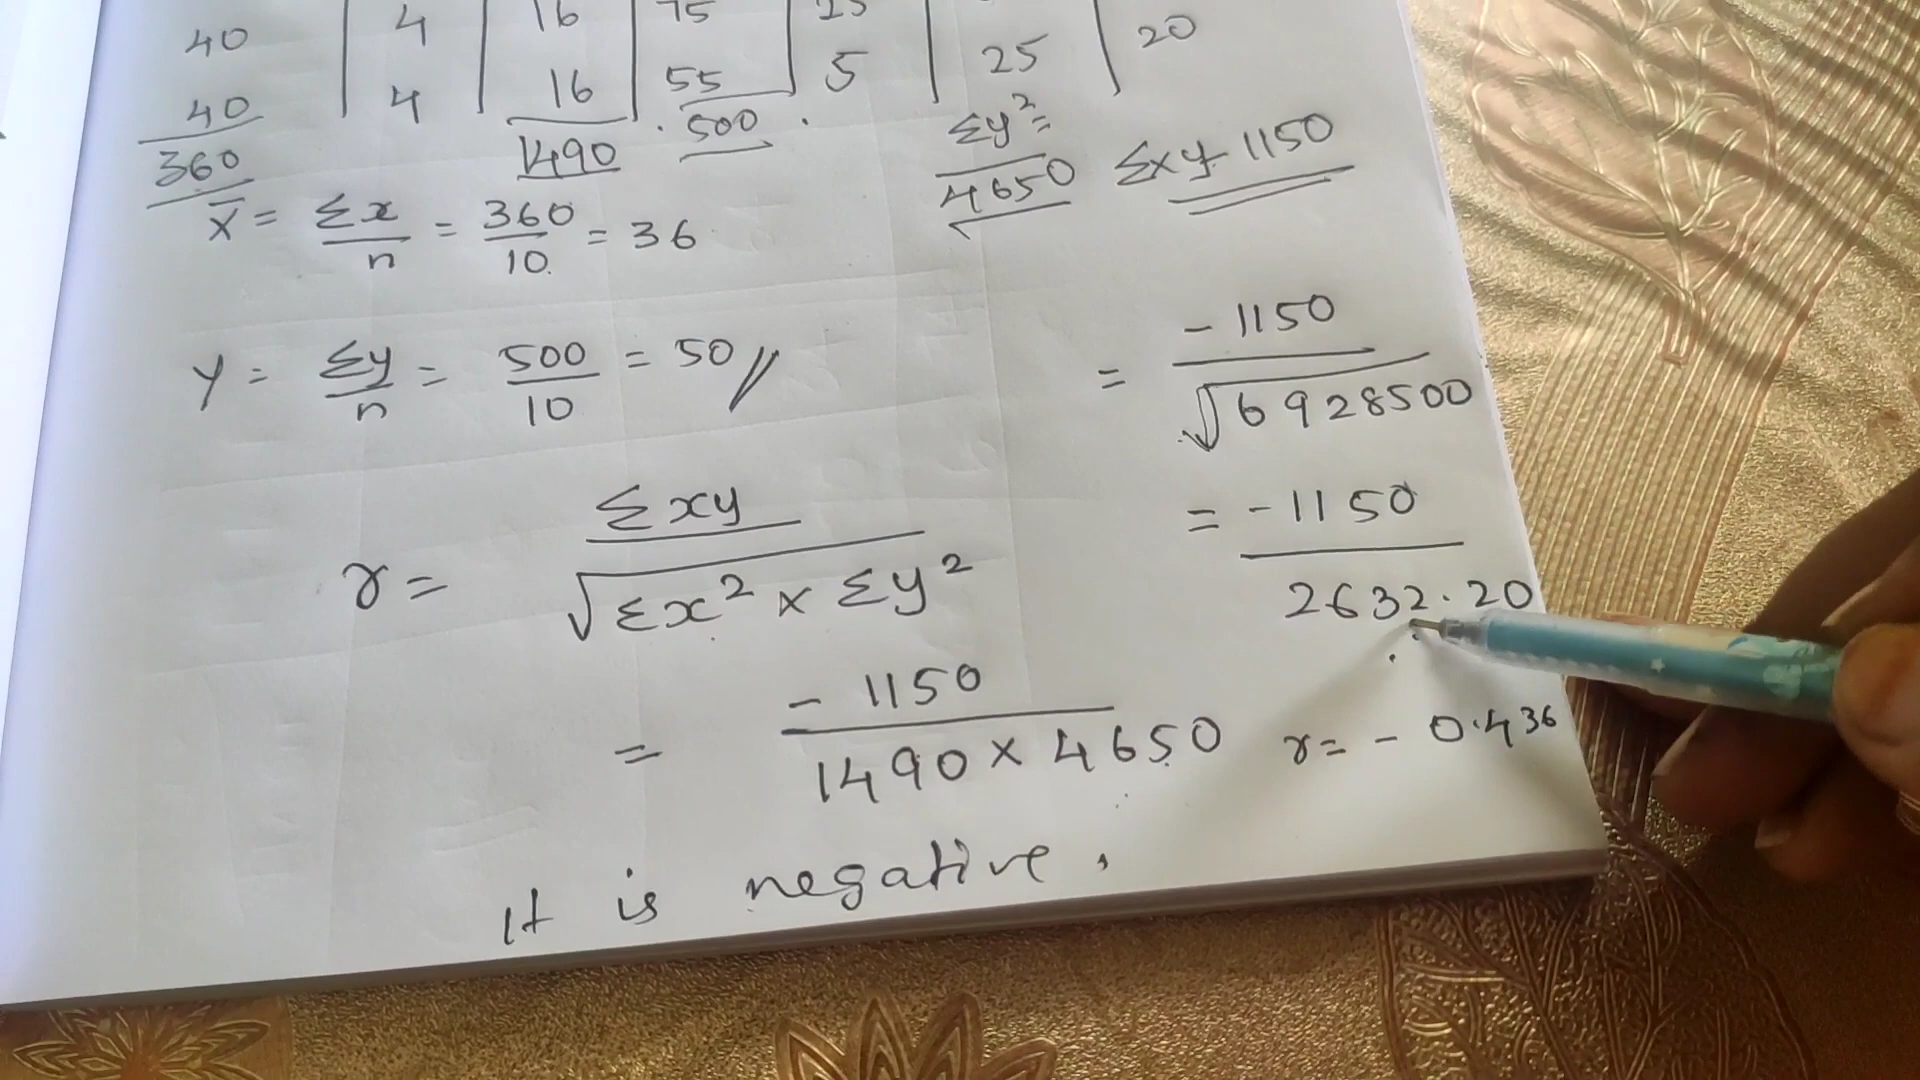 40 4 16 75 25
40 4 16 55 5 25 20
360 1490 . 500 . Σy²= 4650 Σxy-1150
X̄ = Σx/n = 360/10. = 36
Y = Σy/n = 500/10 = 50//
r = Σxy / √Σx² x Σy²
= - 1150 / 1490 x 4650
= - 1150 / √6928500
= - 1150 / 2632.20
r = - 0.436
it is negative.